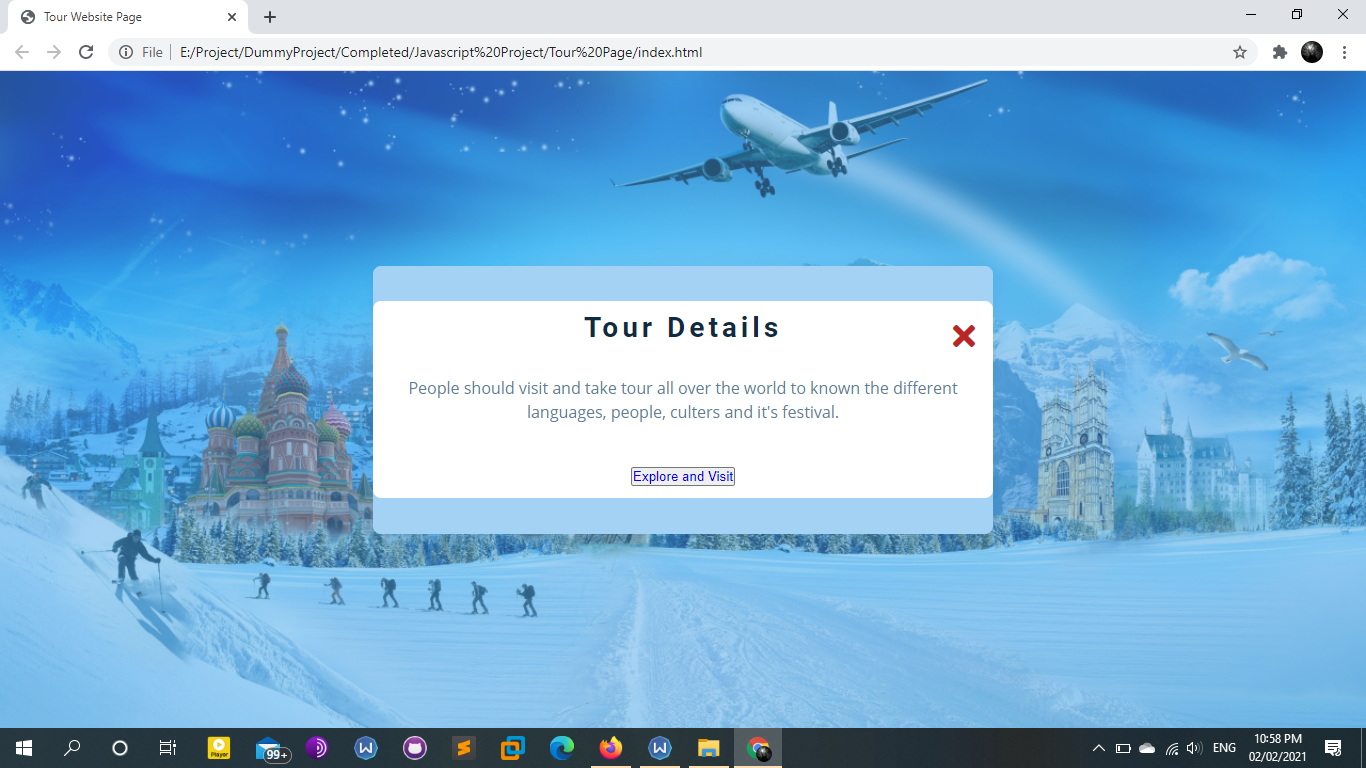 Tour Website Page
File
E:/Project/DummyProject/Completed/Javascript%20Project/Tour%20Page/index.html
Tour Details
People should visit and take tour all over the world to known the different
languages, people, culters and it's festival.
Explore and Visit
Player
99+
ENG
10:58 PM
02/02/2021